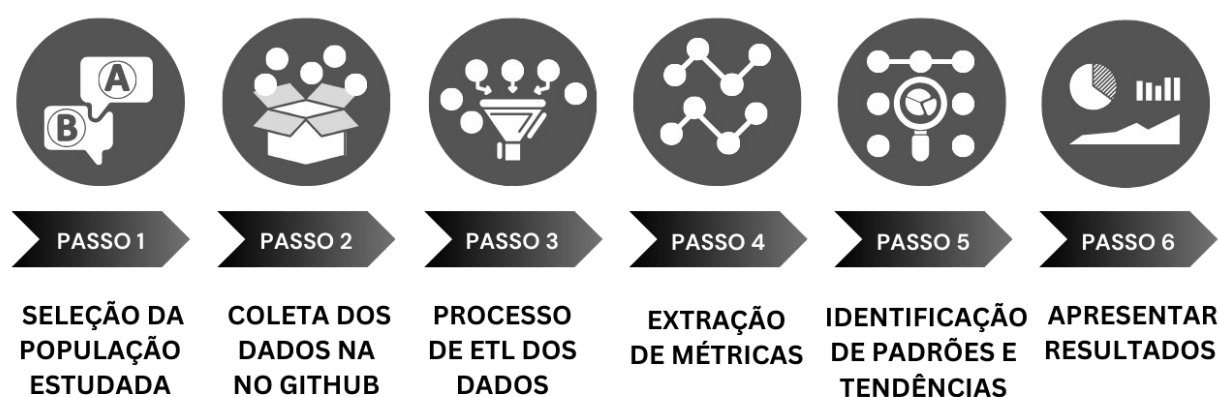 A
B
PASSO 1
SELEÇÃO DA
POPULAÇÃO
ESTUDADA
PASSO 2
COLETA DOS
DADOS NA
NO GITHUB
PASSO 3
PROCESSO
DE ETL DOS
DADOS
PASSO 4
EXTRAÇÃO
DE MÉTRICAS
PASSO 5
IDENTIFICAÇÃO
DE PADRÕES E
TENDÊNCIAS
PASSO 6
APRESENTAR
RESULTADOS